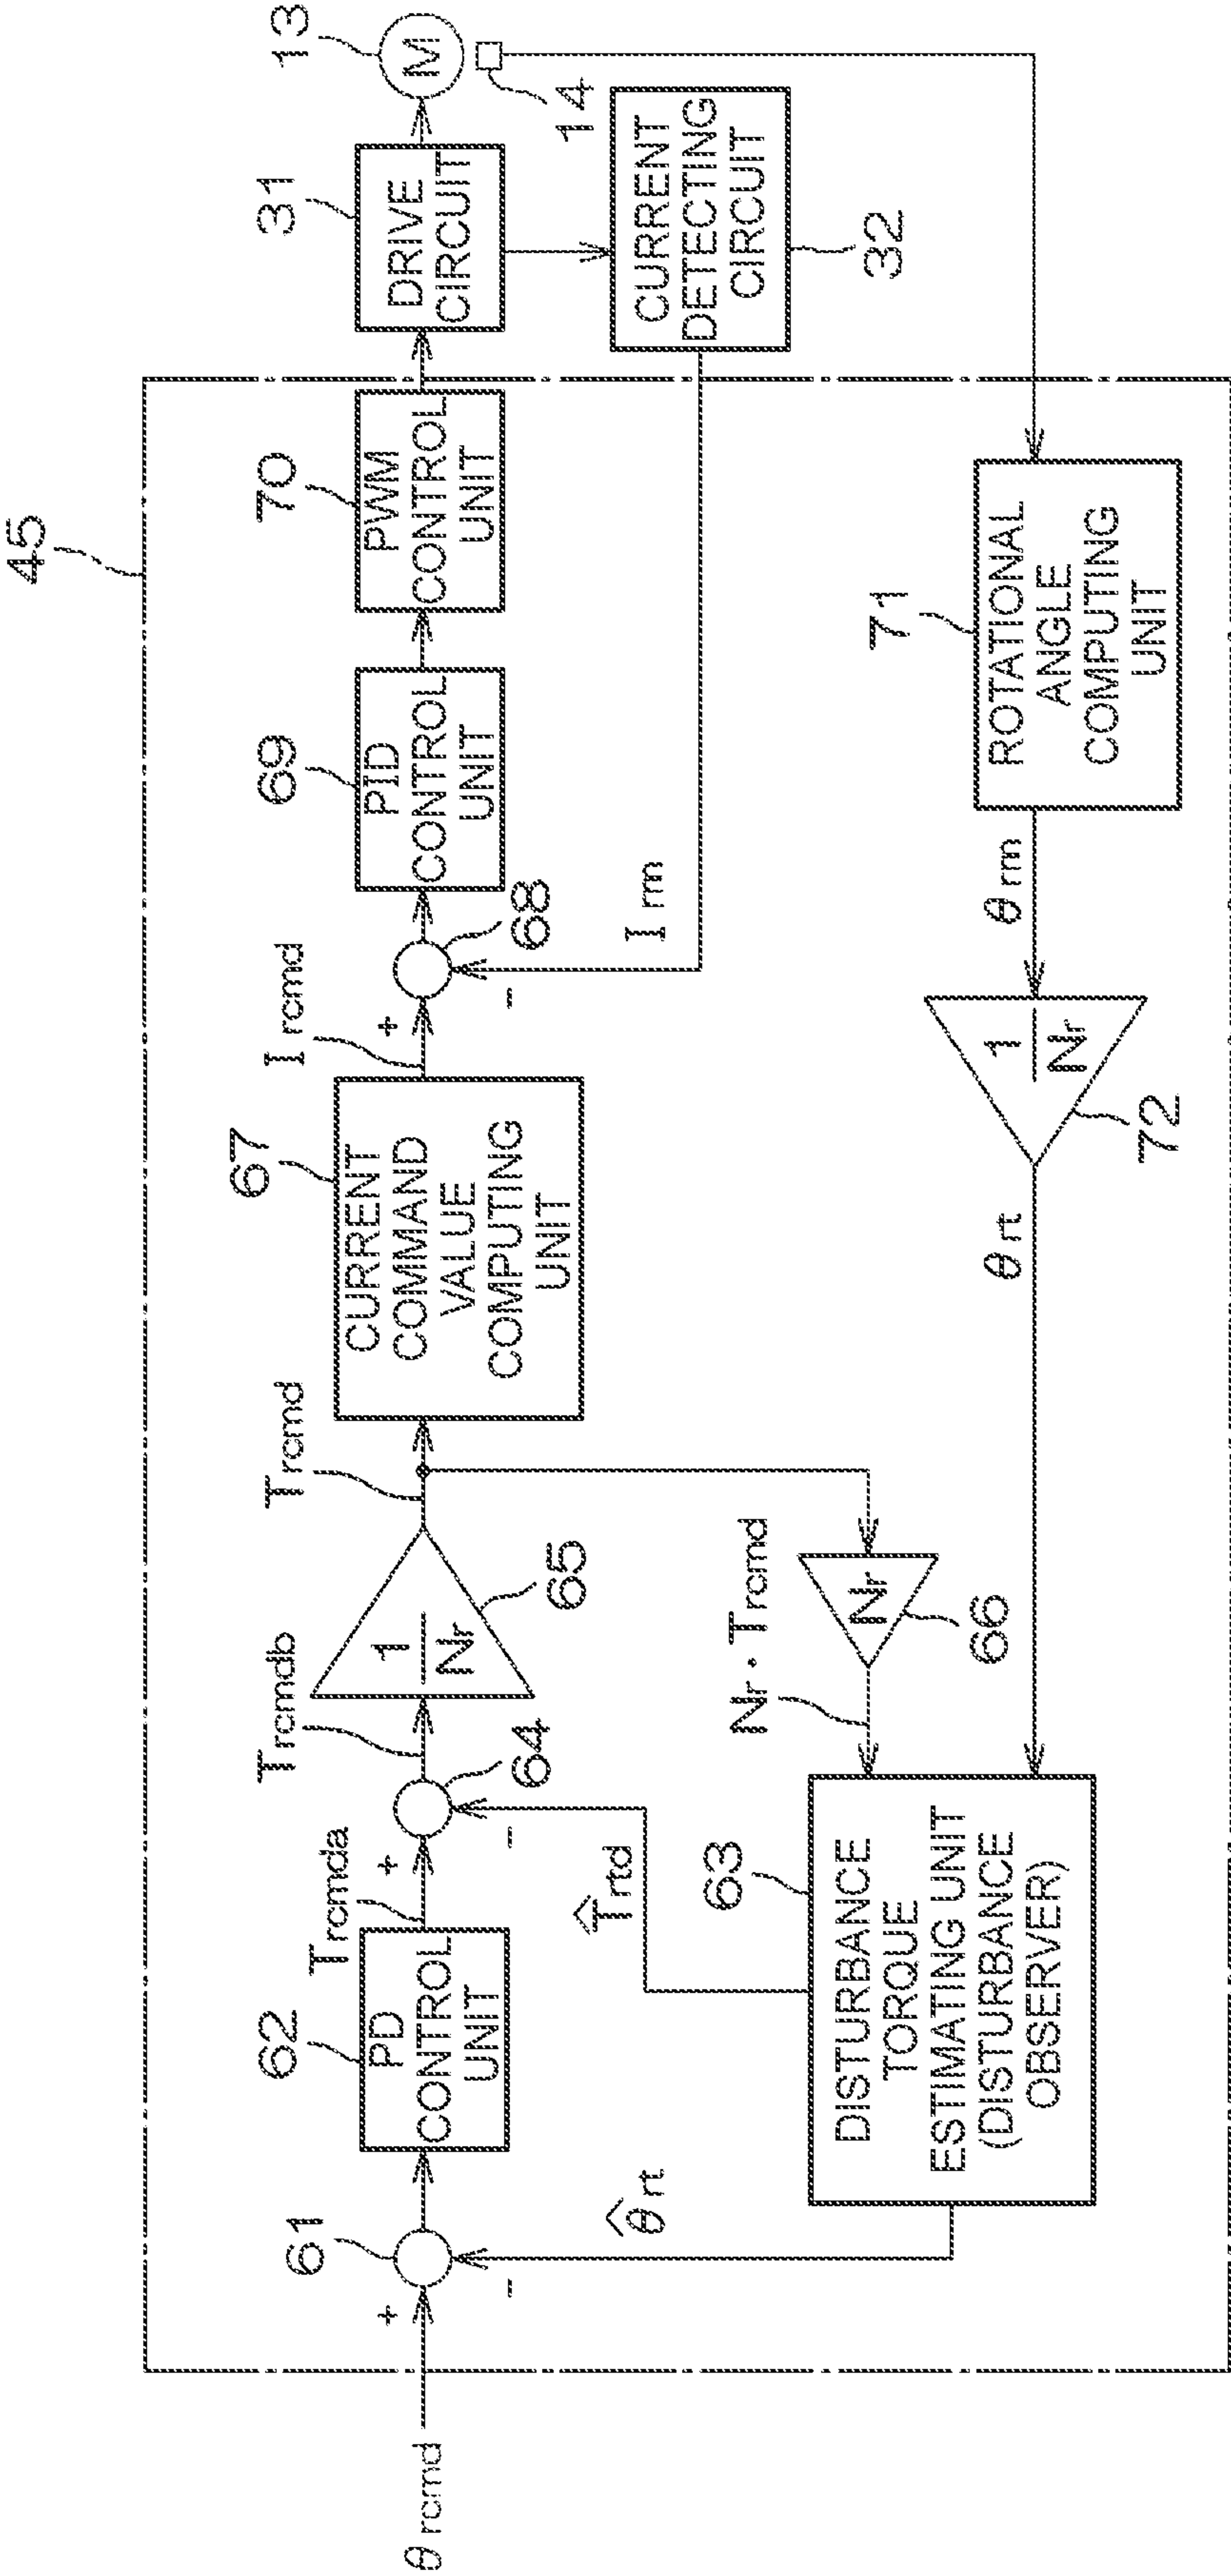 45
θrcmd
+
-
61
62
PD
CONTROL
UNIT
Trcmda
+
-
64
Trcmdb
1
Nr
65
Trcmd
67
CURRENT
COMMAND
VALUE
COMPUTING
UNIT
Ircmd
+
-
68
69
PID
CONTROL
UNIT
70
PWM
CONTROL
UNIT
31
DRIVE
CIRCUIT
13
M
14
CURRENT
DETECTING
CIRCUIT
32
Irm
θ̂rt
T̂rtd
63
DISTURBANCE
TORQUE
ESTIMATING UNIT
(DISTURBANCE
OBSERVER)
Nr・Trcmd
Nr
66
θrt
1
Nr
72
θrm
71
ROTATIONAL
ANGLE
COMPUTING
UNIT